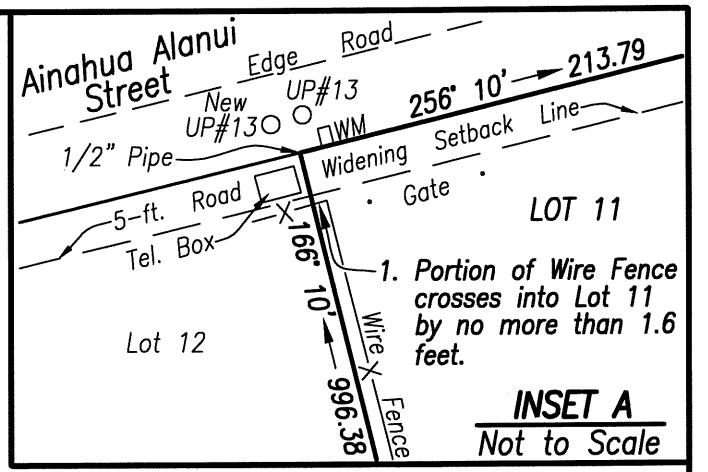 Ainahua Alanui
Street
Edge Road
New
UP#13
UP#13
WM
256° 10' 213.79
1/2" Pipe
5-ft. Road Widening Setback Line
Gate
Tel. Box
LOT 11
Lot 12
166° 10' 996.38
Wire X Fence
X
1. Portion of Wire Fence
crosses into Lot 11
by no more than 1.6
feet.
INSET A
Not to Scale